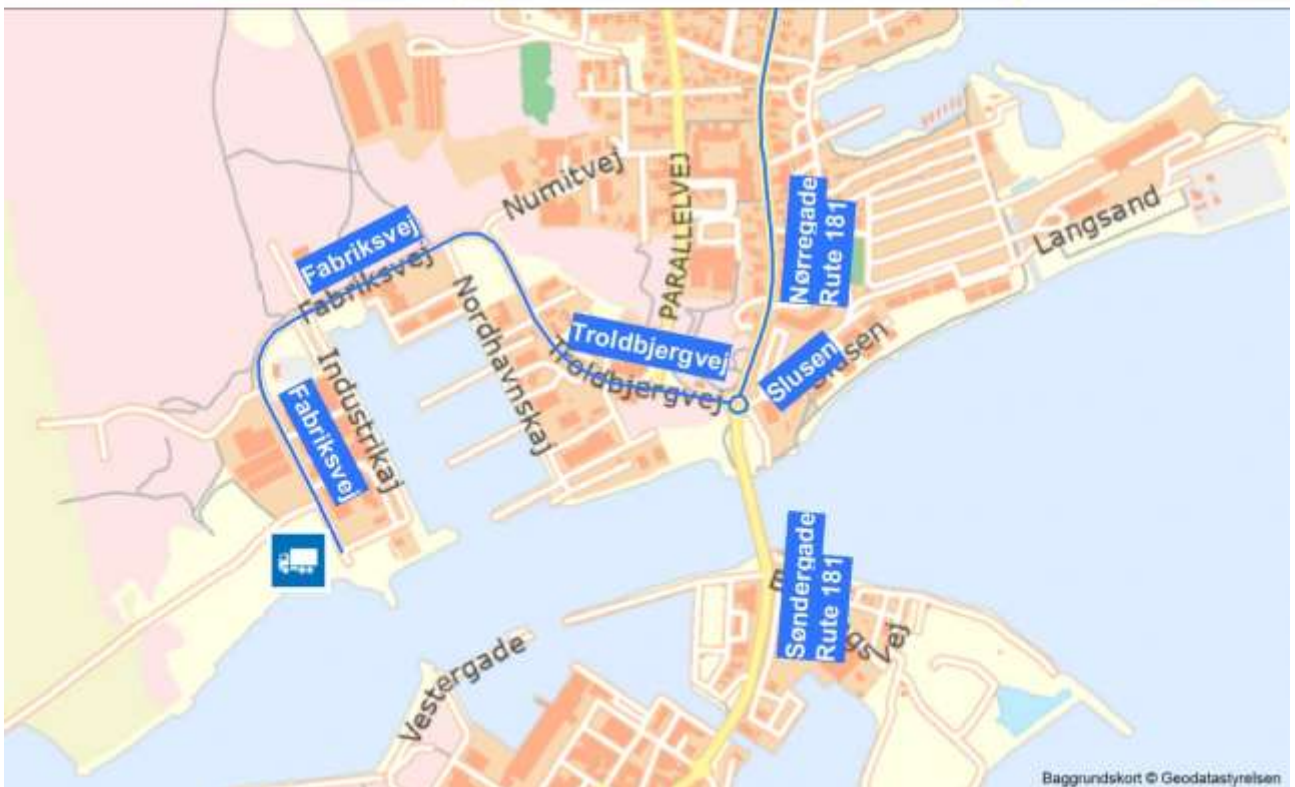 Numitvej
PARALLELVEJ
Nørregade
Rute 181
Langsand
Fabriksvej
Fabriksvej
Nordhavnskaj
Troldbjergvej
Troldbjergvej
Slusen
Slusen
Industrikaj
Fabriksvej
Søndergade
Rute 181
Vestergade
Baggrundskort © Geodatastyrelsen